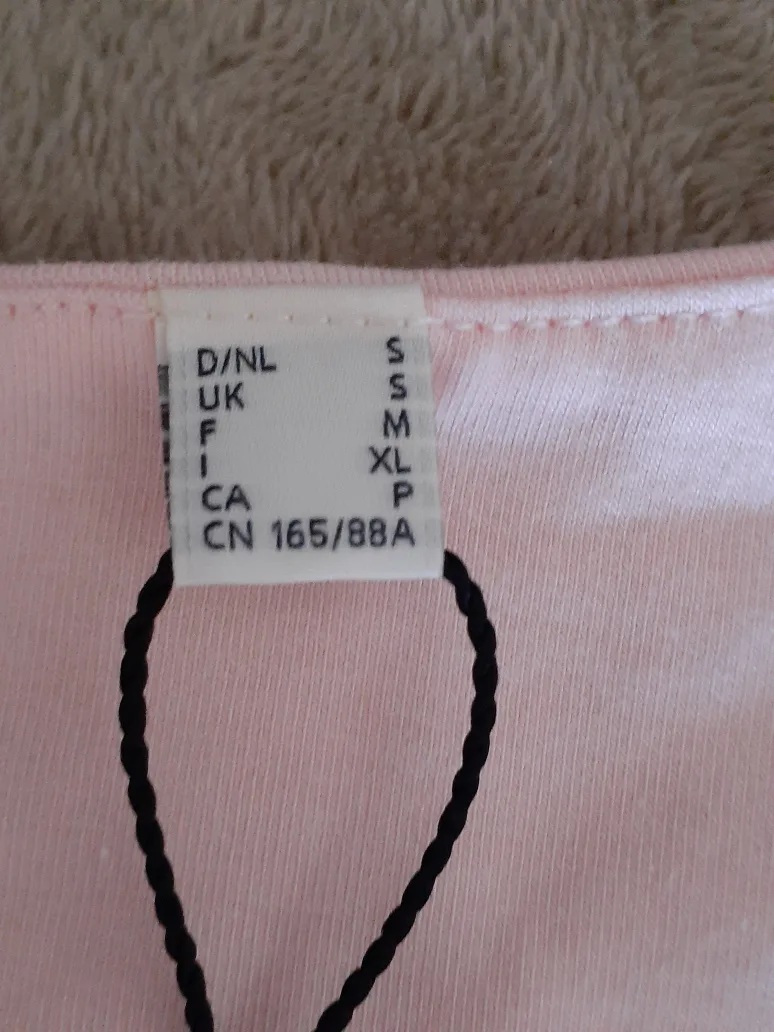 D/NL S
UK S
F M
I XL
CA P
CN 165/88A